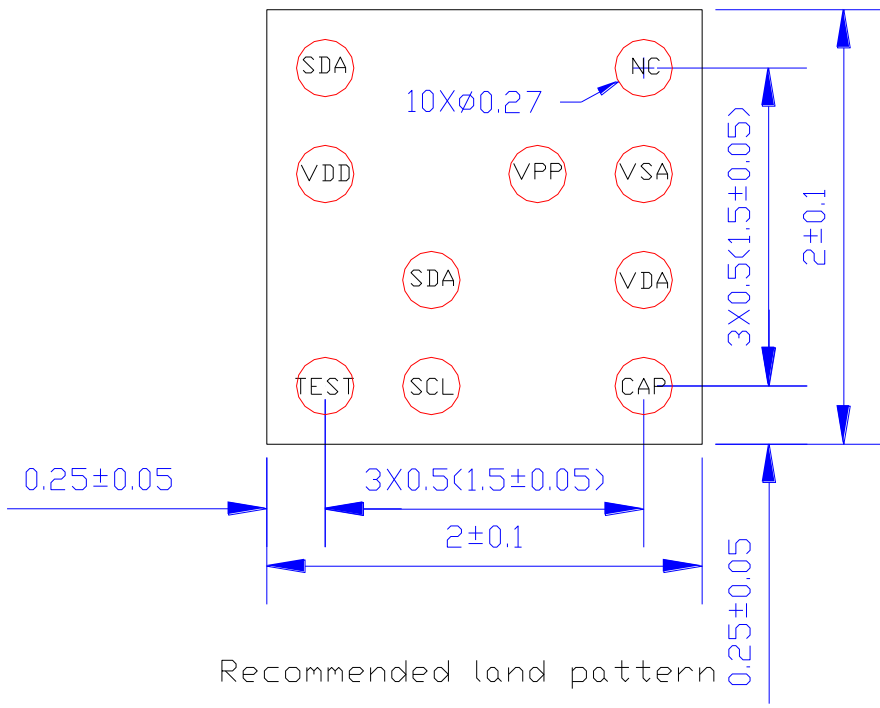 SDA
NC
10XØ0.27
VDD
VPP
VSA
SDA
VDA
TEST
SCL
CAP
3X0.5(1.5±0.05)
2±0.1
0.25±0.05
3X0.5(1.5±0.05)
2±0.1
0.25±0.05
Recommended land pattern